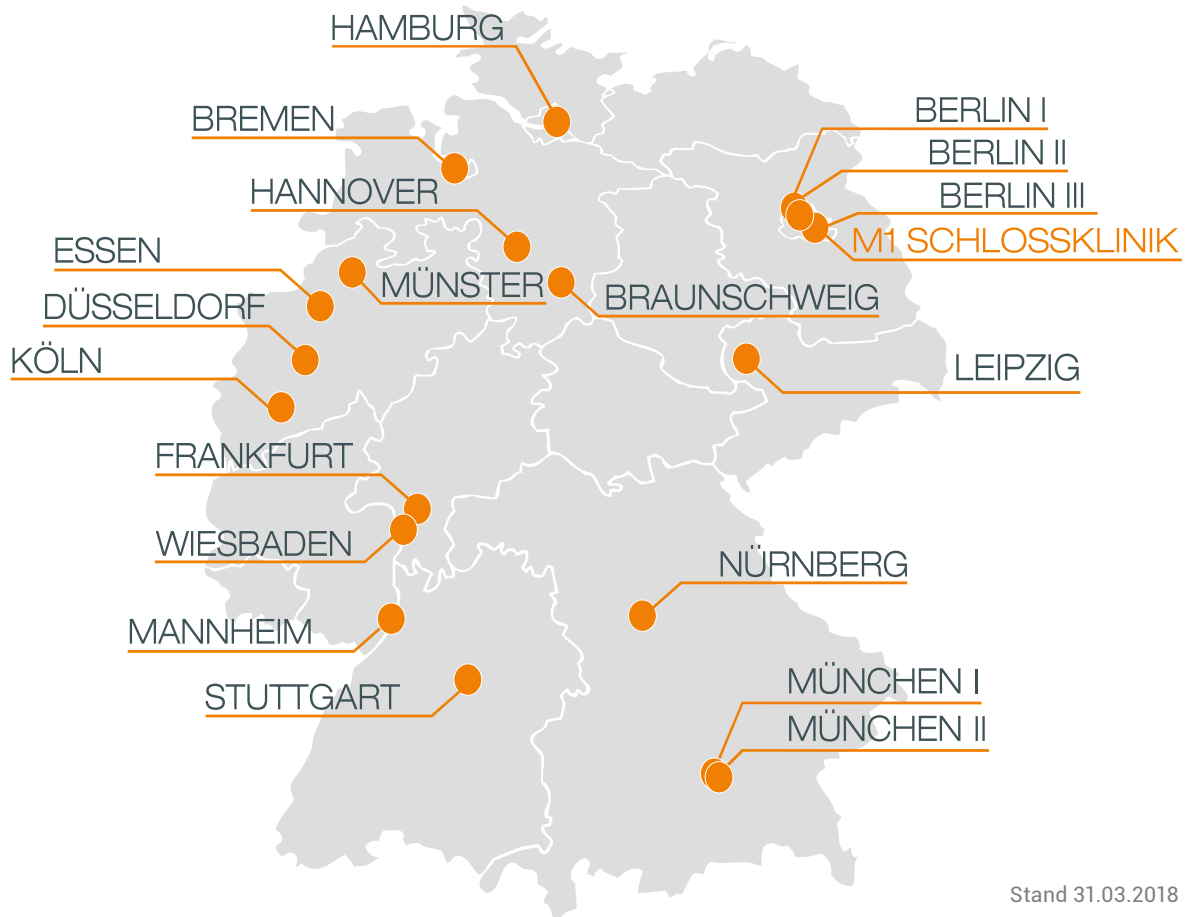 HAMBURG
BREMEN
BERLIN I
BERLIN II
HANNOVER
BERLIN III
M1 SCHLOSSKLINIK
ESSEN
MÜNSTER
BRAUNSCHWEIG
DÜSSELDORF
KÖLN
LEIPZIG
FRANKFURT
WIESBADEN
NÜRNBERG
MANNHEIM
STUTTGART
MÜNCHEN I
MÜNCHEN II
Stand 31.03.2018